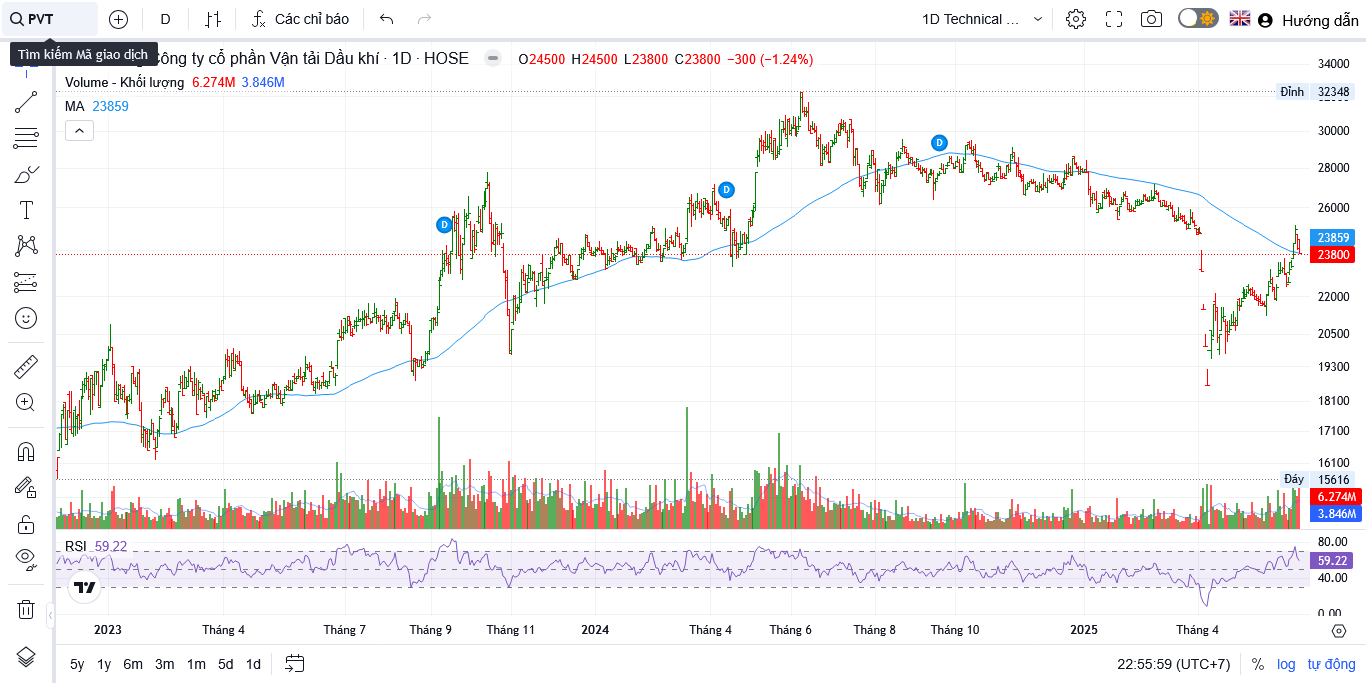 PVT
D
Các chỉ báo
1D Technical ...
Hướng dẫn
Tìm kiếm Mã giao dịch
Công ty cổ phần Vận tải Dầu khí · 1D · HOSE
O24500 H24500 L23800 C23800 −300 (−1.24%)
Volume - Khối lượng 6.274M 3.846M
MA 23859
34000
Đỉnh 32348
30000
28000
26000
23859
23800
22000
20500
19300
18100
17100
16100
Đáy 15616
6.274M
3.846M
D
D
D
RSI 59.22
80.00
59.22
40.00
0.00
2023 Tháng 4 Tháng 7 Tháng 9 Tháng 11 2024 Tháng 4 Tháng 6 Tháng 8 Tháng 10 2025 Tháng 4
5y 1y 6m 3m 1m 5d 1d
22:55:59 (UTC+7) % log tự động